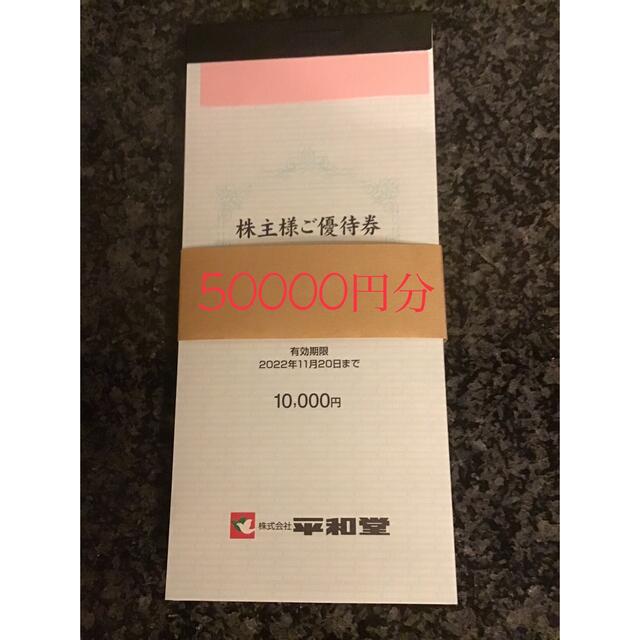 株主様ご優待券
50000円分
有効期限
2022年11月20日まで
10,000円
株式会社 平和堂